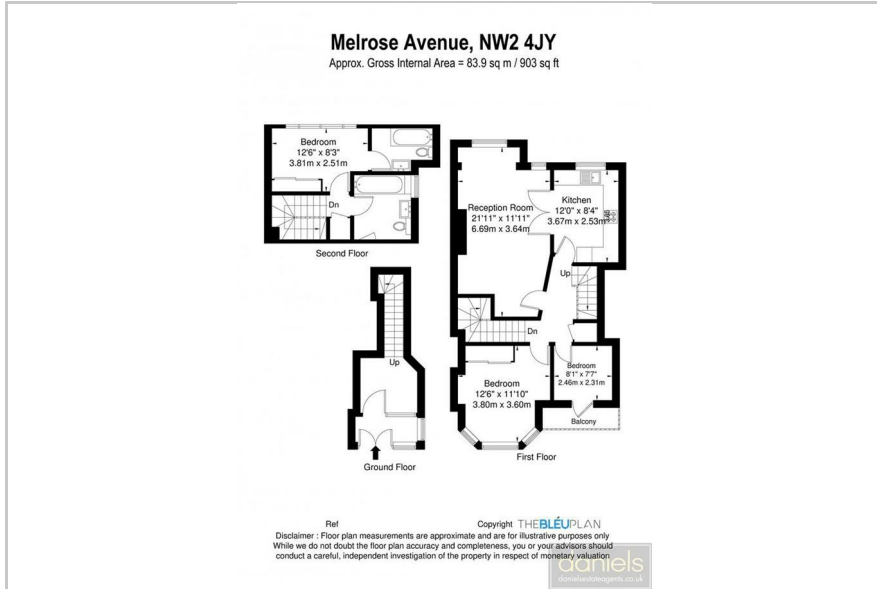 Melrose Avenue, NW2 4JY
Approx. Gross Internal Area = 83.9 sq m / 903 sq ft
Bedroom
12'6" x 8'3"
3.81m x 2.51m
Dn
Second Floor
Reception Room
21'11" x 11'11"
6.69m x 3.64m
Kitchen
12'0" x 8'4"
3.67m x 2.53m
Up
Dn
Bedroom
8'1" x 7'7"
2.46m x 2.31m
Bedroom
12'6" x 11'10"
3.80m x 3.60m
Balcony
First Floor
Up
Ground Floor
Ref
Copyright THEBLÉUPLAN
Disclaimer : Floor plan measurements are approximate and are for illustrative purposes only
While we do not doubt the floor plan accuracy and completeness, you or your advisors should
conduct a careful, independent investigation of the property in respect of monetary valuation
daniels
danielsestateagents.co.uk